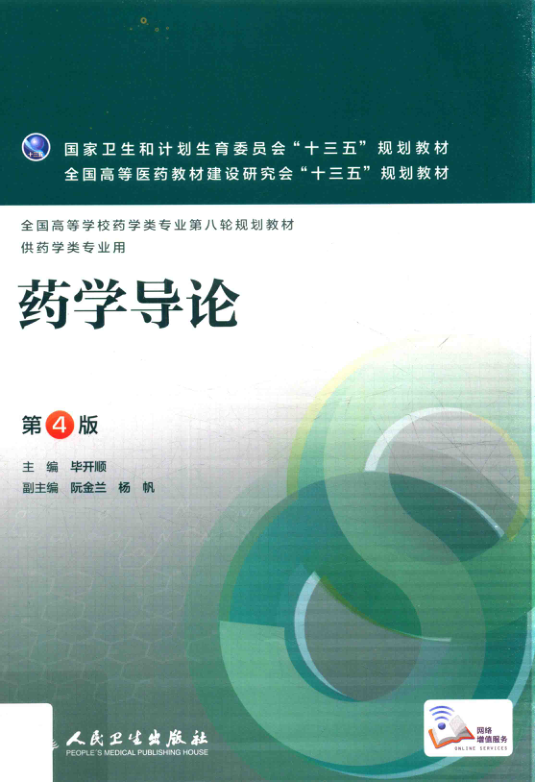 十三五
国家卫生和计划生育委员会“十三五”规划教材
全国高等医药教材建设研究会“十三五”规划教材
全国高等学校药学类专业第八轮规划教材
供药学类专业用
药学导论
第4版
主 编 毕开顺
副主编 阮金兰 杨 帆
人民卫生出版社
PEOPLE'S MEDICAL PUBLISHING HOUSE
网络
增值服务
ONLINE SERVICES